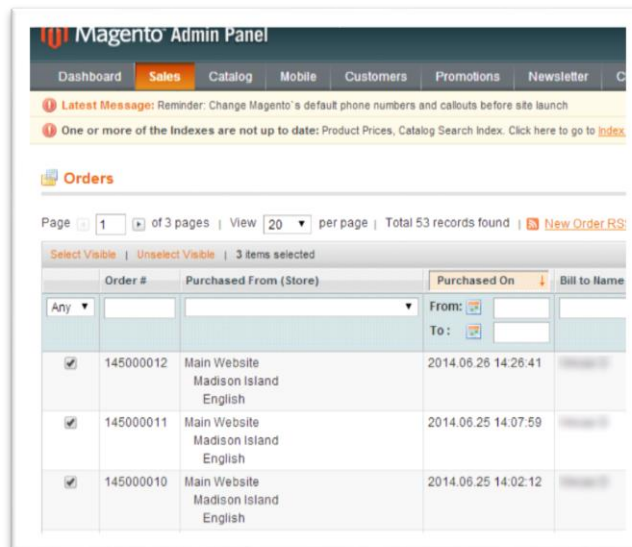 Magento Admin Panel
Dashboard Sales Catalog Mobile Customers Promotions Newsletter C
Latest Message: Reminder: Change Magento`s default phone numbers and callouts before site launch
One or more of the Indexes are not up to date: Product Prices, Catalog Search Index. Click here to go to Index
Orders
Page 1 of 3 pages | View 20 per page | Total 53 records found | New Order RSS
Select Visible | Unselect Visible | 3 items selected
Order # Purchased From (Store) Purchased On Bill to Name
Any From:
To :
145000012 Main Website 2014.06.26 14:26:41
Madison Island
English
145000011 Main Website 2014.06.25 14:07:59
Madison Island
English
145000010 Main Website 2014.06.25 14:02:12
Madison Island
English